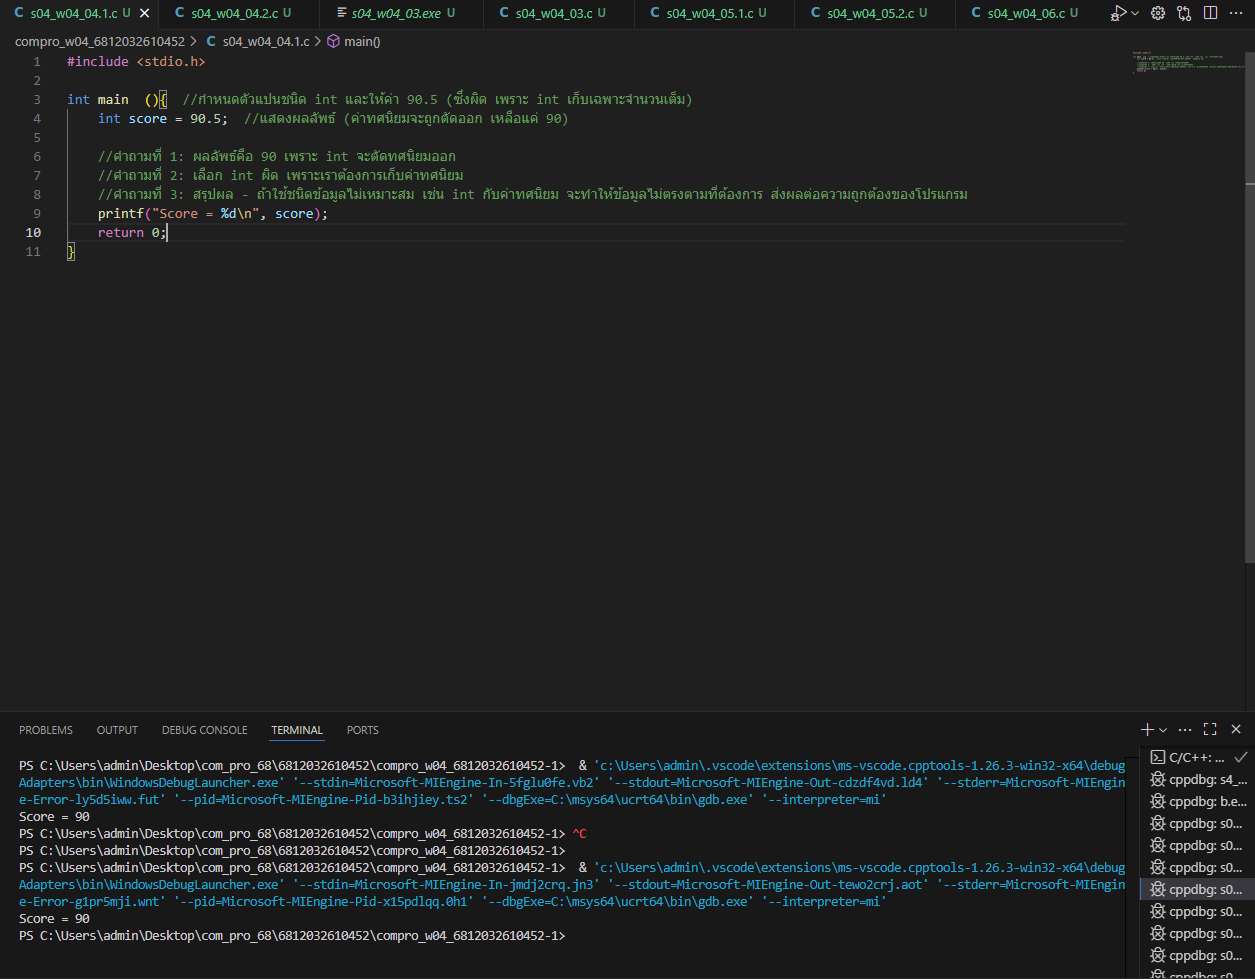 s04_w04_04.1.c U
s04_w04_04.2.c U
s04_w04_03.exe U
s04_w04_03.c U
s04_w04_05.1.c U
s04_w04_05.2.c U
s04_w04_06.c U
compro_w04_6812032610452 > C s04_w04_04.1.c > main()
1 #include <stdio.h>
2
3 int main  (){  //กำหนดตัวแปนชนิด int และให้ค่า 90.5 (ซึ่งผิด เพราะ int เก็บเฉพาะจำนวนเต็ม)
4     int score = 90.5;  //แสดงผลลัพธ์ (ค่าทศนิยมจะถูกตัดออก เหลือแค่ 90)
5
6     //คำถามที่ 1: ผลลัพธ์คือ 90 เพราะ int จะตัดทศนิยมออก
7     //คำถามที่ 2: เลือก int ผิด เพราะเราต้องการเก็บค่าทศนิยม
8     //คำถามที่ 3: สรุปผล - ถ้าใช้ชนิดข้อมูลไม่เหมาะสม เช่น int กับค่าทศนิยม จะทำให้ข้อมูลไม่ตรงตามที่ต้องการ ส่งผลต่อความถูกต้องของโปรแกรม
9     printf("Score = %d\n", score);
10     return 0;
11 }
PROBLEMS OUTPUT DEBUG CONSOLE TERMINAL PORTS
PS C:\Users\admin\Desktop\com_pro_68\6812032610452\compro_w04_6812032610452-1>  & 'c:\Users\admin\.vscode\extensions\ms-vscode.cpptools-1.26.3-win32-x64\debug
Adapters\bin\WindowsDebugLauncher.exe' '--stdin=Microsoft-MIEngine-In-5fglu0fe.vb2' '--stdout=Microsoft-MIEngine-Out-cdzdf4vd.ld4' '--stderr=Microsoft-MIEngin
e-Error-ly5d5iww.fut' '--pid=Microsoft-MIEngine-Pid-b3ihjiey.ts2' '--dbgExe=C:\msys64\ucrt64\bin\gdb.exe' '--interpreter=mi'
Score = 90
PS C:\Users\admin\Desktop\com_pro_68\6812032610452\compro_w04_6812032610452-1> ^C
PS C:\Users\admin\Desktop\com_pro_68\6812032610452\compro_w04_6812032610452-1>
PS C:\Users\admin\Desktop\com_pro_68\6812032610452\compro_w04_6812032610452-1>  & 'c:\Users\admin\.vscode\extensions\ms-vscode.cpptools-1.26.3-win32-x64\debug
Adapters\bin\WindowsDebugLauncher.exe' '--stdin=Microsoft-MIEngine-In-jmdj2crq.jn3' '--stdout=Microsoft-MIEngine-Out-tewo2crj.aot' '--stderr=Microsoft-MIEngin
e-Error-g1pr5mji.wnt' '--pid=Microsoft-MIEngine-Pid-x15pdlqq.0h1' '--dbgExe=C:\msys64\ucrt64\bin\gdb.exe' '--interpreter=mi'
Score = 90
PS C:\Users\admin\Desktop\com_pro_68\6812032610452\compro_w04_6812032610452-1>
C/C++: ...
cppdbg: s4_...
cppdbg: b.e...
cppdbg: s0...
cppdbg: s0...
cppdbg: s0...
cppdbg: s0...
cppdbg: s0...
cppdbg: s0...
cppdbg: s0...